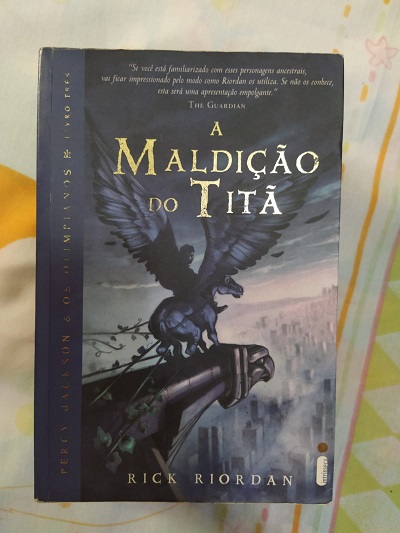 "Se você está familiarizado com esses personagens ancestrais,
vai ficar impressionado pelo modo como Riordan os utiliza. Se não os conhece,
esta será uma apresentação empolgante."
THE GUARDIAN
A
MALDIÇÃO
DO TITÃ
PERCY JACKSON & OS OLIMPIANOS LIVRO TRÊS
RICK RIORDAN